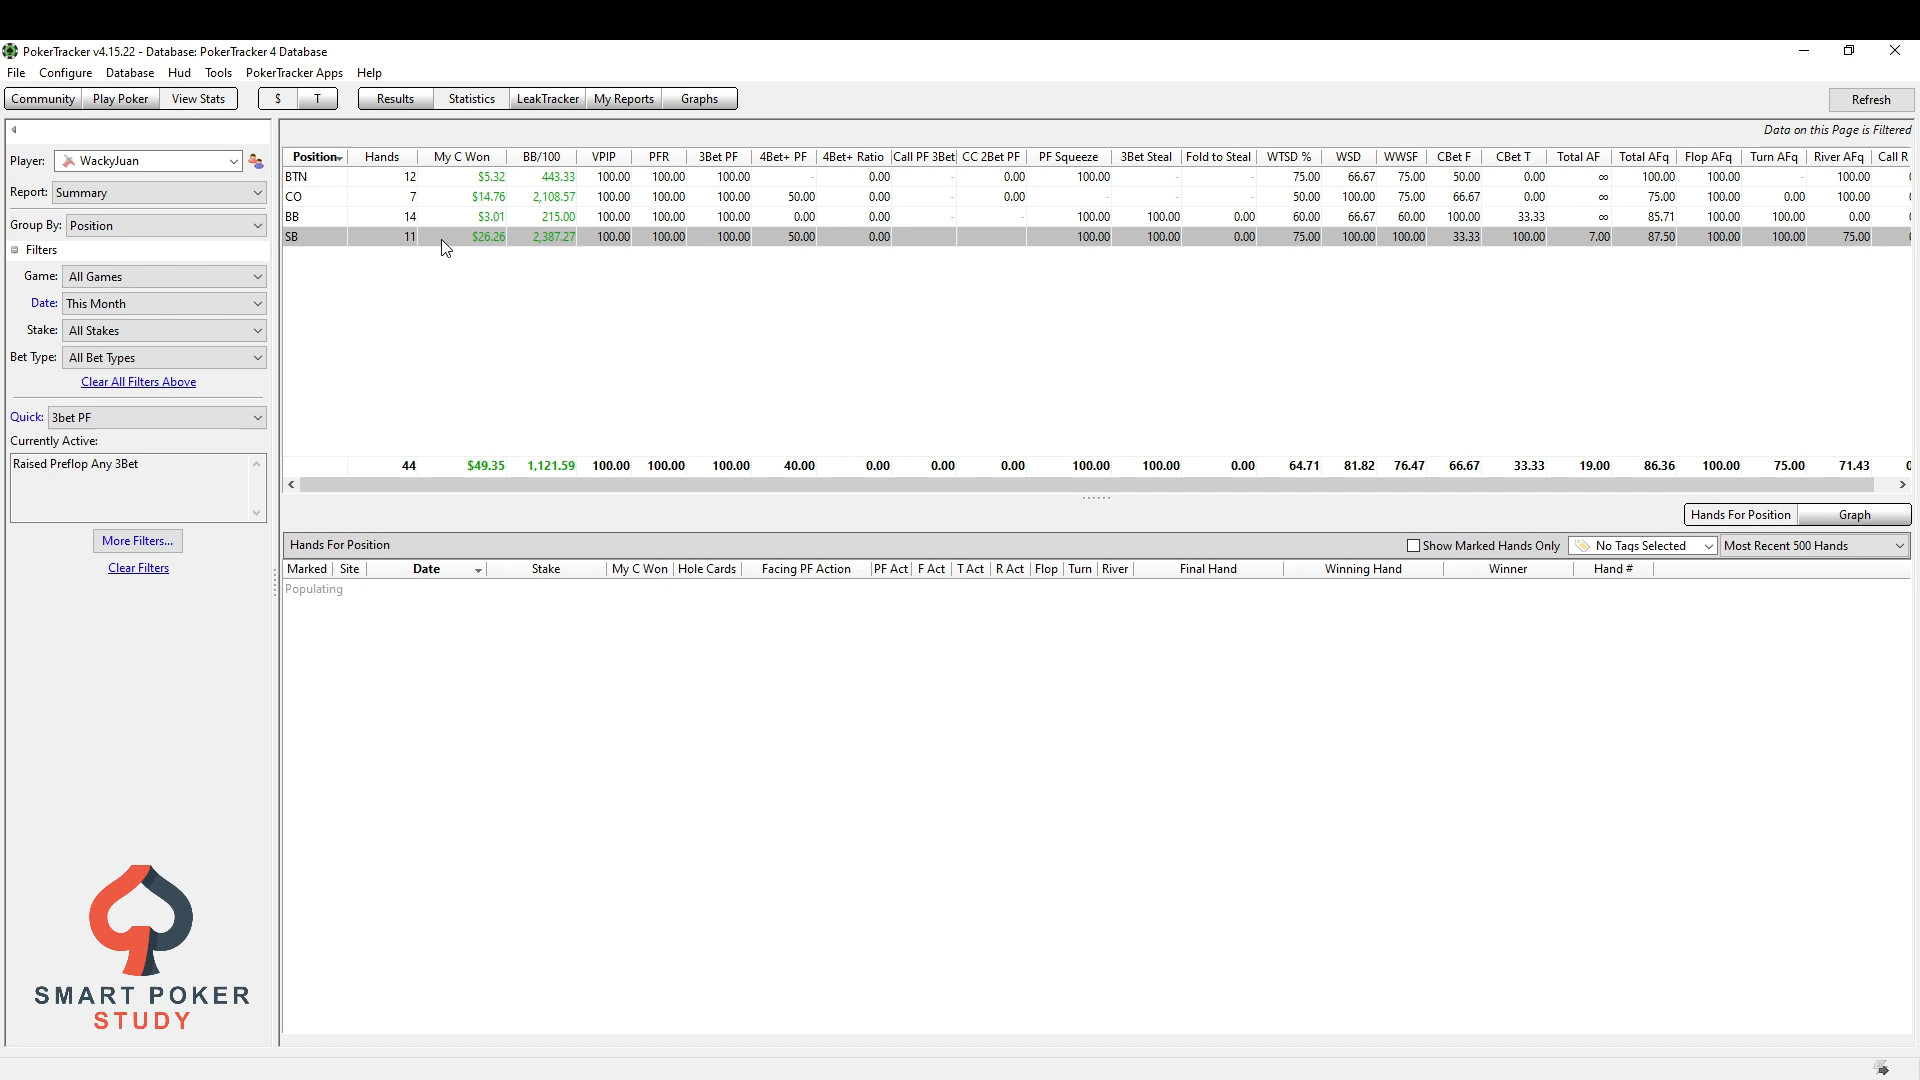 PokerTracker v4.15.22 - Database: PokerTracker 4 Database
File Configure Database Hud Tools PokerTracker Apps Help
Community Play Poker View Stats $ T Results Statistics LeakTracker My Reports Graphs Refresh
Data on this Page is Filtered
Player: WackyJuan
Report: Summary
Group By: Position
Filters
Game: All Games
Date: This Month
Stake: All Stakes
Bet Type: All Bet Types
Clear All Filters Above
Quick: 3bet PF
Currently Active:
Raised Preflop Any 3Bet
More Filters...
Clear Filters
SMART POKER
STUDY
Position Hands My C Won BB/100 VPIP PFR 3Bet PF 4Bet+ PF 4Bet+ Ratio Call PF 3Bet CC 2Bet PF PF Squeeze 3Bet Steal Fold to Steal WTSD % WSD WWSF CBet F CBet T Total AF Total AFq Flop AFq Turn AFq River AFq Call R
BTN 12 $5.32 443.33 100.00 100.00 100.00 - 0.00 - 0.00 100.00 - - 75.00 66.67 75.00 50.00 0.00 ∞ 100.00 100.00 - 100.00
CO 7 $14.76 2,108.57 100.00 100.00 100.00 50.00 0.00 - 0.00 - - - 50.00 100.00 75.00 66.67 0.00 ∞ 75.00 100.00 0.00 100.00
BB 14 $3.01 215.00 100.00 100.00 100.00 0.00 0.00 - - 100.00 100.00 0.00 60.00 66.67 60.00 100.00 33.33 ∞ 85.71 100.00 100.00 0.00
SB 11 $26.26 2,387.27 100.00 100.00 100.00 50.00 0.00 100.00 100.00 0.00 75.00 100.00 100.00 33.33 100.00 7.00 87.50 100.00 100.00 75.00
44 $49.35 1,121.59 100.00 100.00 100.00 40.00 0.00 0.00 0.00 100.00 100.00 0.00 64.71 81.82 76.47 66.67 33.33 19.00 86.36 100.00 75.00 71.43
Hands For Position Graph
Hands For Position Show Marked Hands Only No Tags Selected Most Recent 500 Hands
Marked Site Date Stake My C Won Hole Cards Facing PF Action PF Act F Act T Act R Act Flop Turn River Final Hand Winning Hand Winner Hand #
Populating